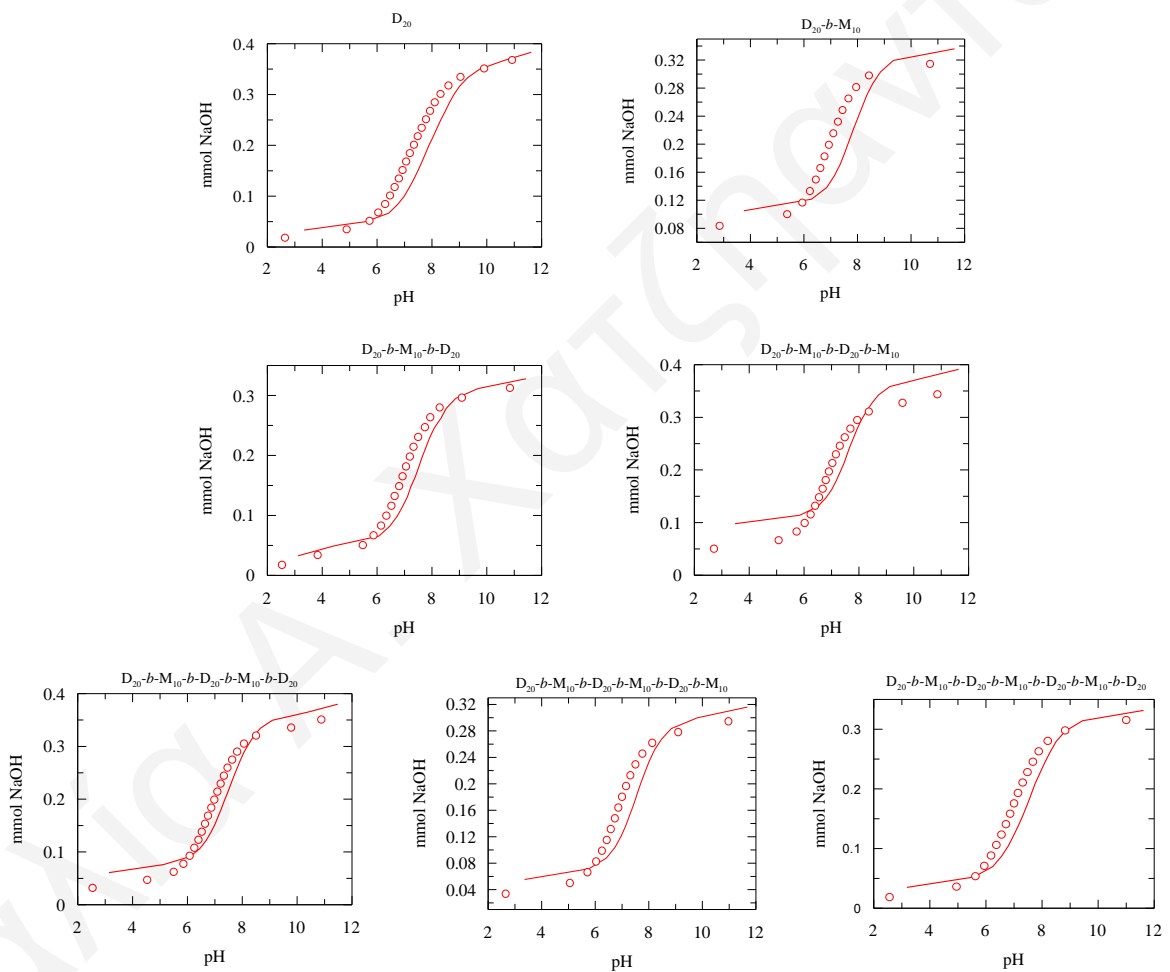 D₂₀
mmol NaOH
0.4
0.3
0.2
0.1
0
2 4 6 8 10 12
pH
D₂₀-b-M₁₀
mmol NaOH
0.32
0.28
0.24
0.2
0.16
0.12
0.08
2 4 6 8 10 12
pH
D₂₀-b-M₁₀-b-D₂₀
mmol NaOH
0.3
0.2
0.1
0
2 4 6 8 10 12
pH
D₂₀-b-M₁₀-b-D₂₀-b-M₁₀
mmol NaOH
0.4
0.3
0.2
0.1
0
2 4 6 8 10 12
pH
D₂₀-b-M₁₀-b-D₂₀-b-M₁₀-b-D₂₀
mmol NaOH
0.4
0.3
0.2
0.1
0
2 4 6 8 10 12
pH
D₂₀-b-M₁₀-b-D₂₀-b-M₁₀-b-D₂₀-b-M₁₀
mmol NaOH
0.32
0.28
0.24
0.2
0.16
0.12
0.08
0.04
2 4 6 8 10 12
pH
D₂₀-b-M₁₀-b-D₂₀-b-M₁₀-b-D₂₀-b-M₁₀-b-D₂₀
mmol NaOH
0.3
0.2
0.1
0
2 4 6 8 10 12
pH
λία Α. Χατζηαντ